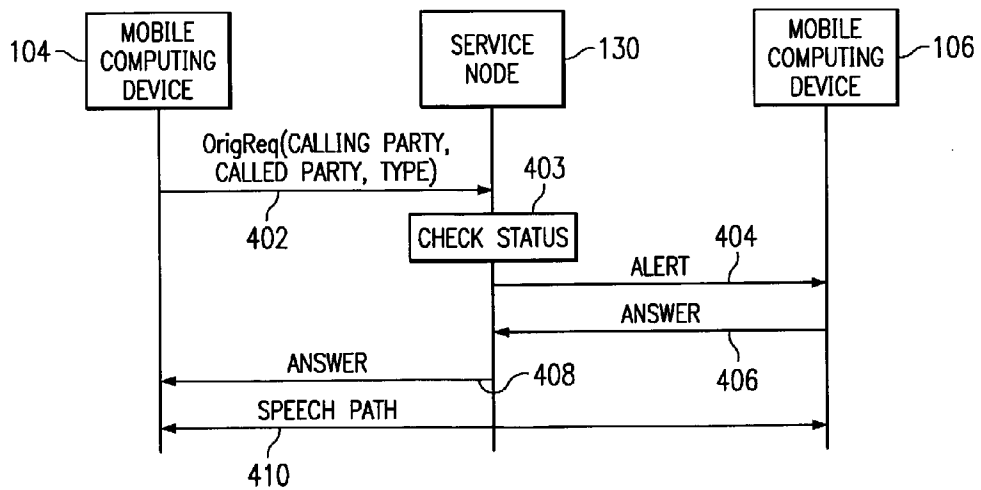 104
MOBILE
COMPUTING
DEVICE
SERVICE
NODE
130
MOBILE
COMPUTING
DEVICE
106
OrigReq(CALLING PARTY,
CALLED PARTY, TYPE)
402
403
CHECK STATUS
404
ALERT
ANSWER
406
ANSWER
408
SPEECH PATH
410